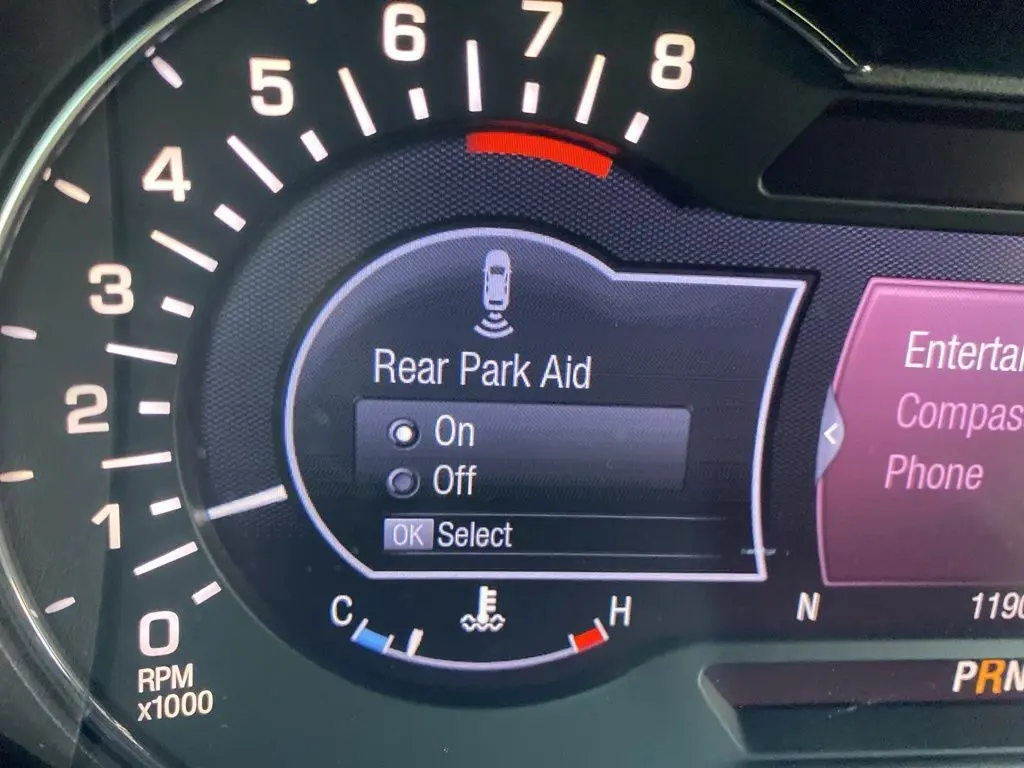 8
7
6
5
4
3
2
1
0
RPM
x1000
Rear Park Aid
On
Off
OK Select
C
H
N
PRN
Phone